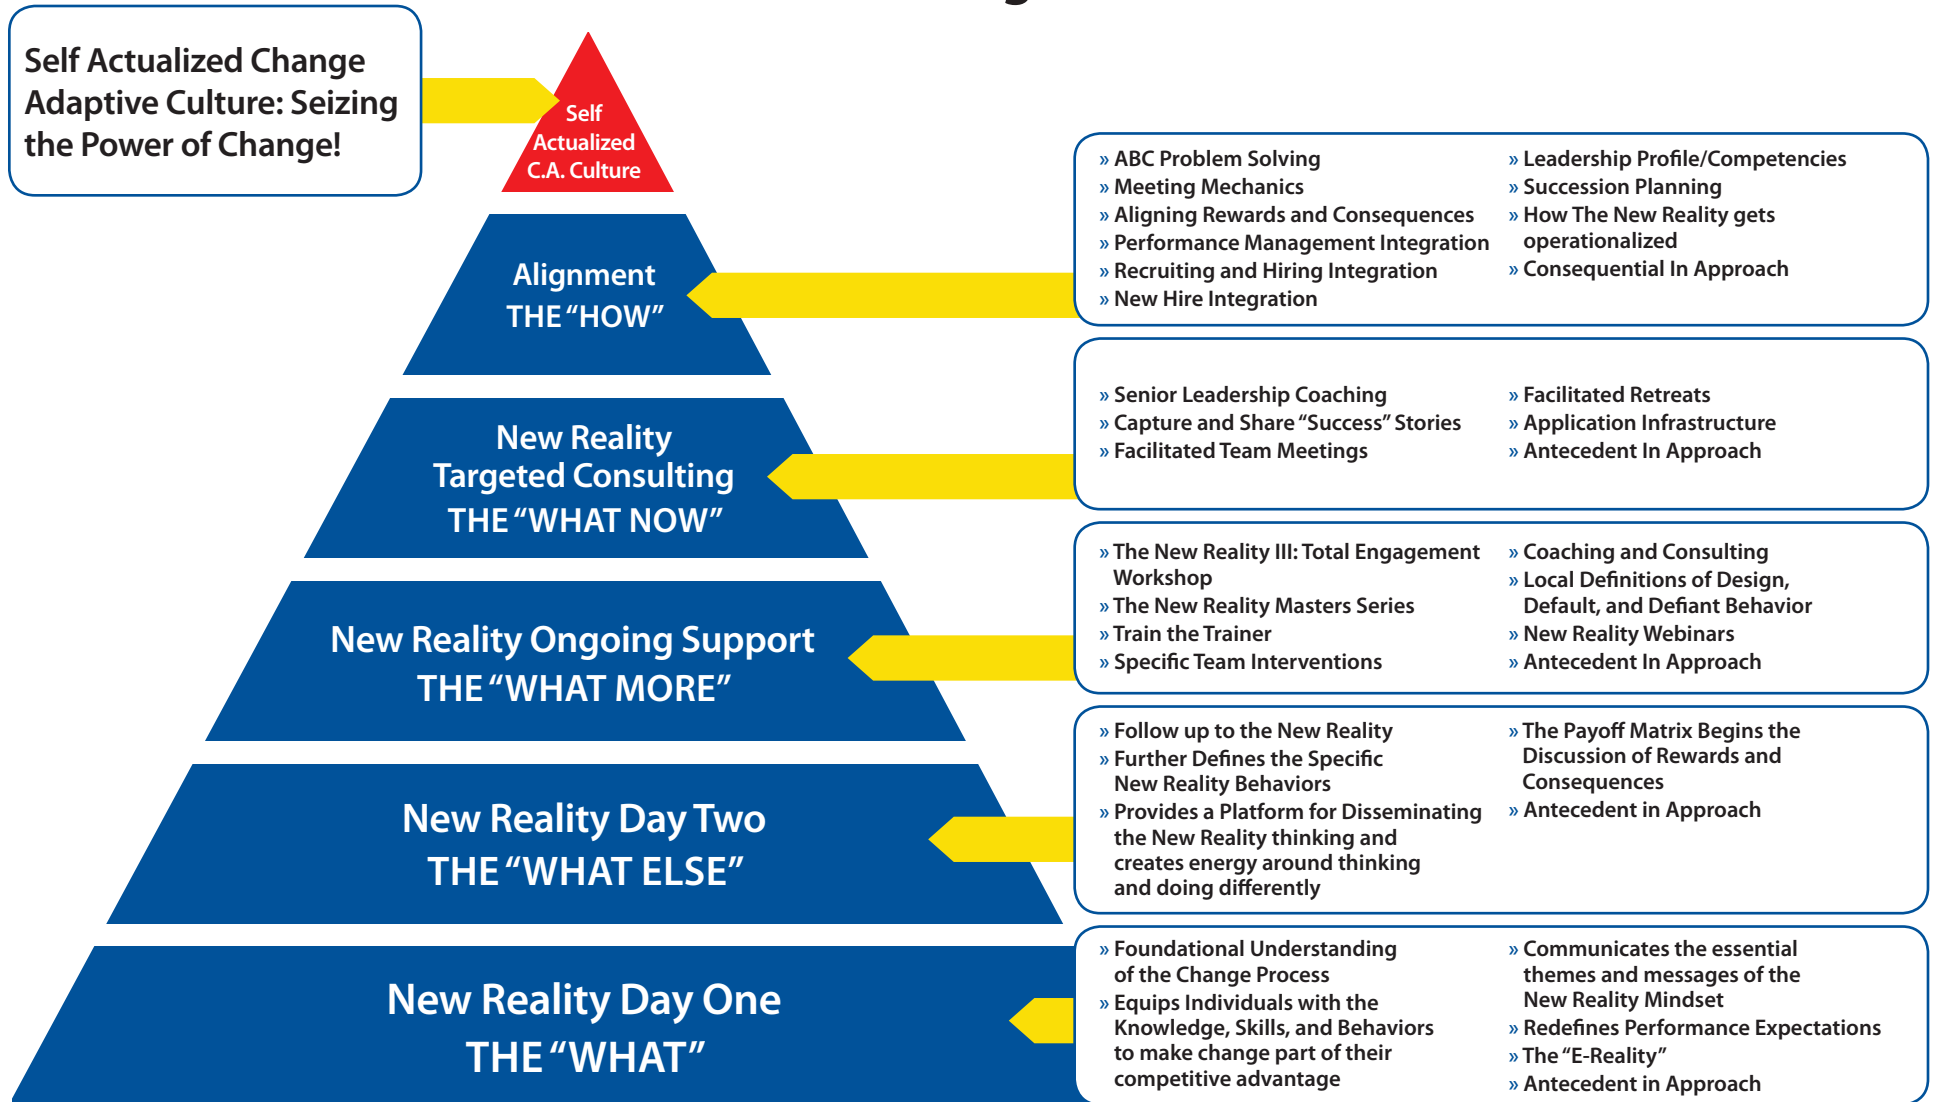 Self Actualized Change
Adaptive Culture: Seizing
the Power of Change!
Self
Actualized
C.A. Culture
Alignment
THE “HOW”
» ABC Problem Solving
» Meeting Mechanics
» Aligning Rewards and Consequences
» Performance Management Integration
» Recruiting and Hiring Integration
» New Hire Integration
» Leadership Profile/Competencies
» Succession Planning
» How The New Reality gets
operationalized
» Consequential In Approach
New Reality
Targeted Consulting
THE “WHAT NOW”
» Senior Leadership Coaching
» Capture and Share “Success” Stories
» Facilitated Team Meetings
» Facilitated Retreats
» Application Infrastructure
» Antecedent In Approach
New Reality Ongoing Support
THE “WHAT MORE”
» The New Reality III: Total Engagement
Workshop
» The New Reality Masters Series
» Train the Trainer
» Specific Team Interventions
» Coaching and Consulting
» Local Definitions of Design,
Default, and Defiant Behavior
» New Reality Webinars
» Antecedent In Approach
New Reality Day Two
THE “WHAT ELSE”
» Follow up to the New Reality
» Further Defines the Specific
New Reality Behaviors
» Provides a Platform for Disseminating
the New Reality thinking and
creates energy around thinking
and doing differently
» The Payoff Matrix Begins the
Discussion of Rewards and
Consequences
» Antecedent in Approach
New Reality Day One
THE “WHAT”
» Foundational Understanding
of the Change Process
» Equips Individuals with the
Knowledge, Skills, and Behaviors
to make change part of their
competitive advantage
» Communicates the essential
themes and messages of the
New Reality Mindset
» Redefines Performance Expectations
» The “E-Reality”
» Antecedent in Approach